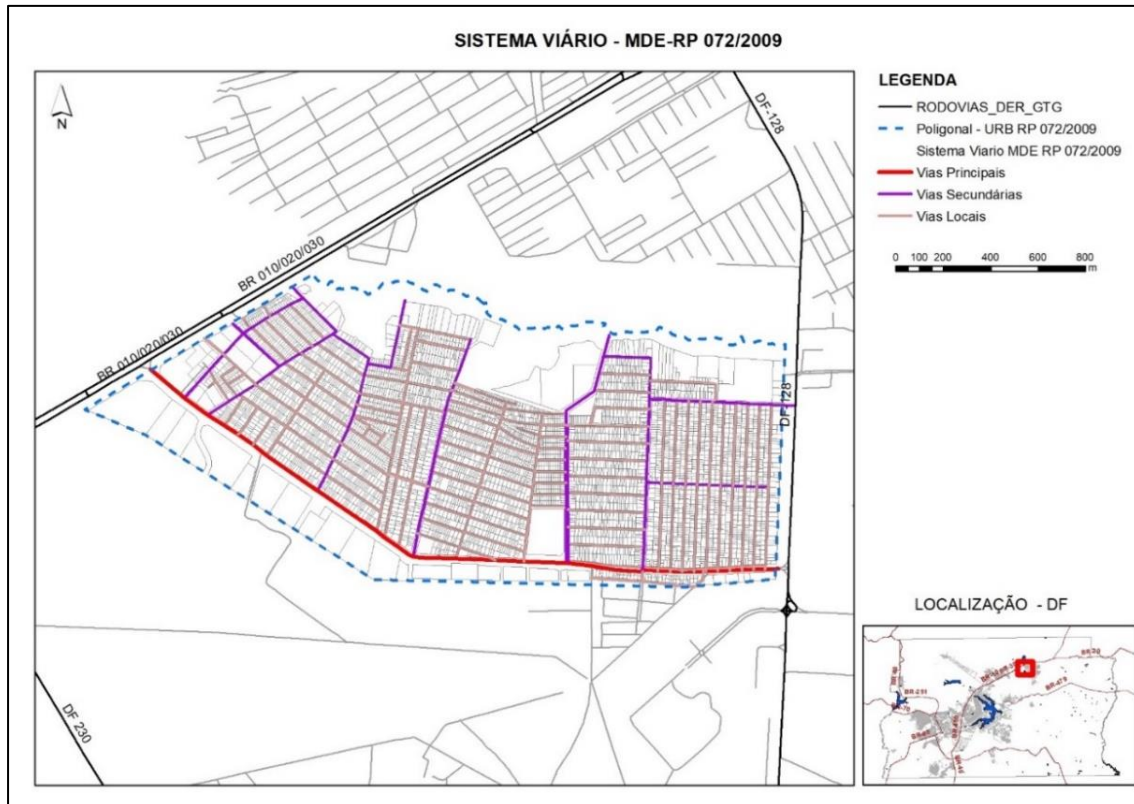 SISTEMA VIÁRIO - MDE-RP 072/2009
N
DF-128
BR 010/020/030
BR 010/020/030
DF-128
DF 230
LEGENDA
RODOVIAS_DER_GTG
Poligonal - URB RP 072/2009
Sistema Viario MDE RP 072/2009
Vias Principais
Vias Secundárias
Vias Locais
0 100 200 400 600 800
m
LOCALIZAÇÃO - DF
BR-251